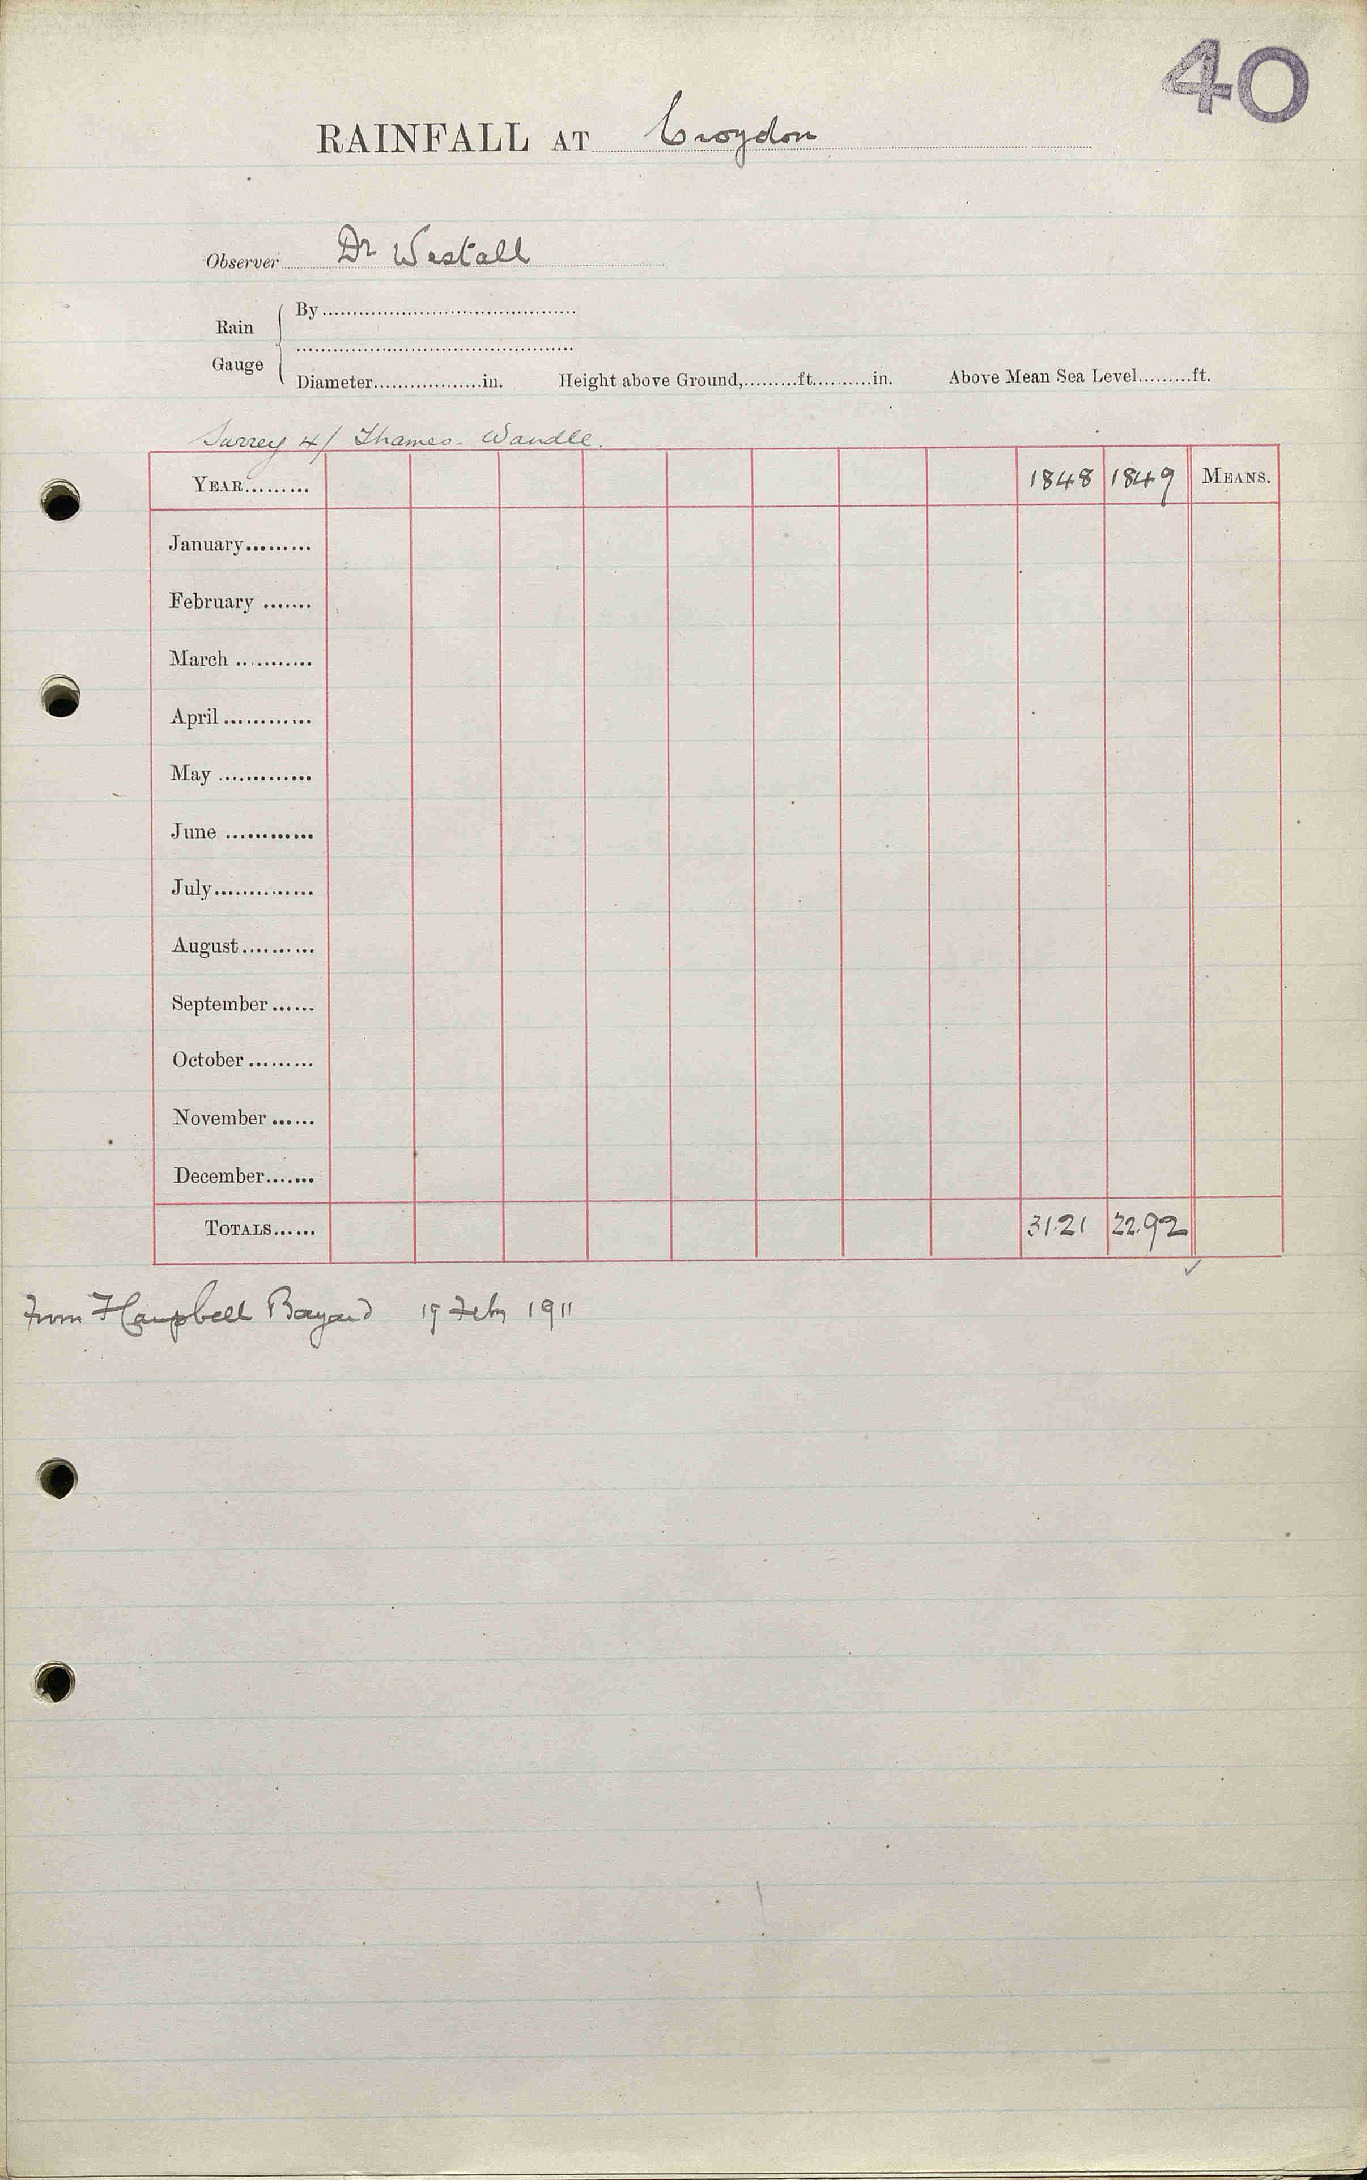 40
RAINFALL AT Croydon
Observer Dr Westall
Rain Gauge
By
Diameter..................in. Height above Ground,.........ft..........in. Above Mean Sea Level.........ft.
Surrey 4/ Thames. Wandle.
YEAR......... 1848 1849 MEANS.
January.........
February .......
March ...........
April............
May .............
June ............
July..............
August..........
September......
October.........
November......
December.......
TOTALS...... 31.21 22.92
from F Campbell Bayard 19 Feby 1911